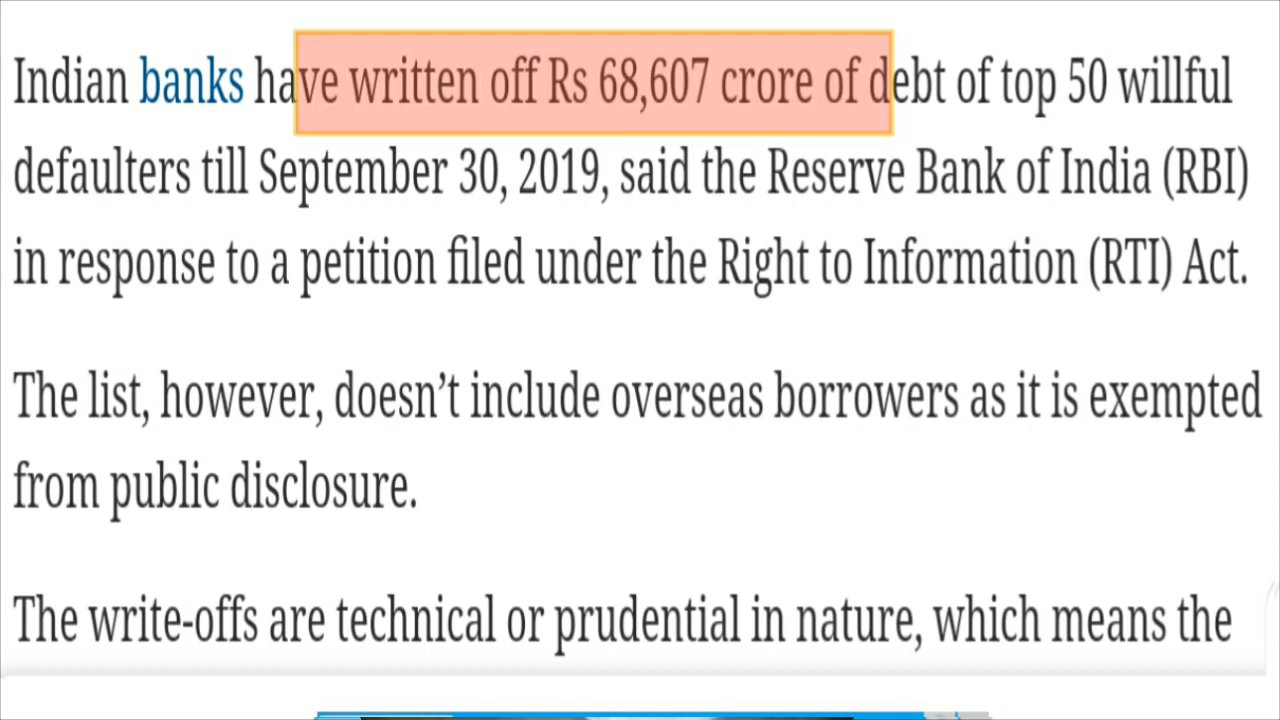 Indian banks have written off Rs 68,607 crore of debt of top 50 willful
defaulters till September 30, 2019, said the Reserve Bank of India (RBI)
in response to a petition filed under the Right to Information (RTI) Act.
The list, however, doesn’t include overseas borrowers as it is exempted
from public disclosure.
The write-offs are technical or prudential in nature, which means the